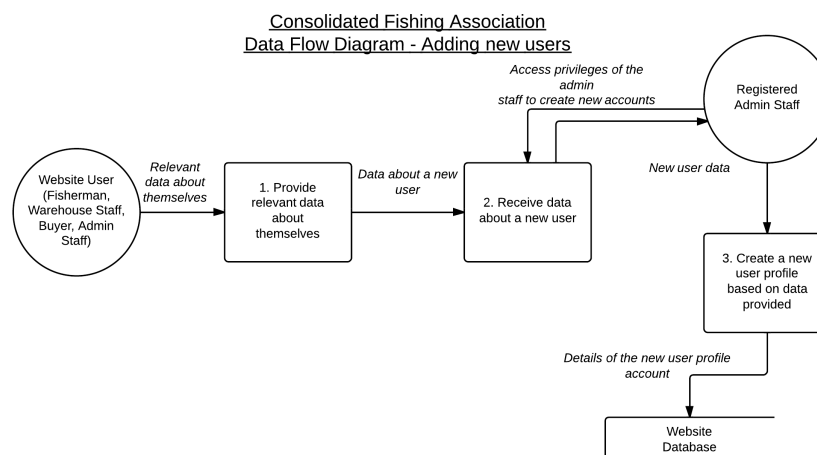 Consolidated Fishing Association
Data Flow Diagram - Adding new users
Access privileges of the
admin
staff to create new accounts
Registered
Admin Staff
Website User
(Fisherman,
Warehouse Staff,
Buyer, Admin
Staff)
Relevant
data about
themselves
1. Provide
relevant data
about
themselves
Data about a new
user
2. Receive data
about a new user
New user data
3. Create a new
user profile
based on data
provided
Details of the new user profile
account
Website
Database